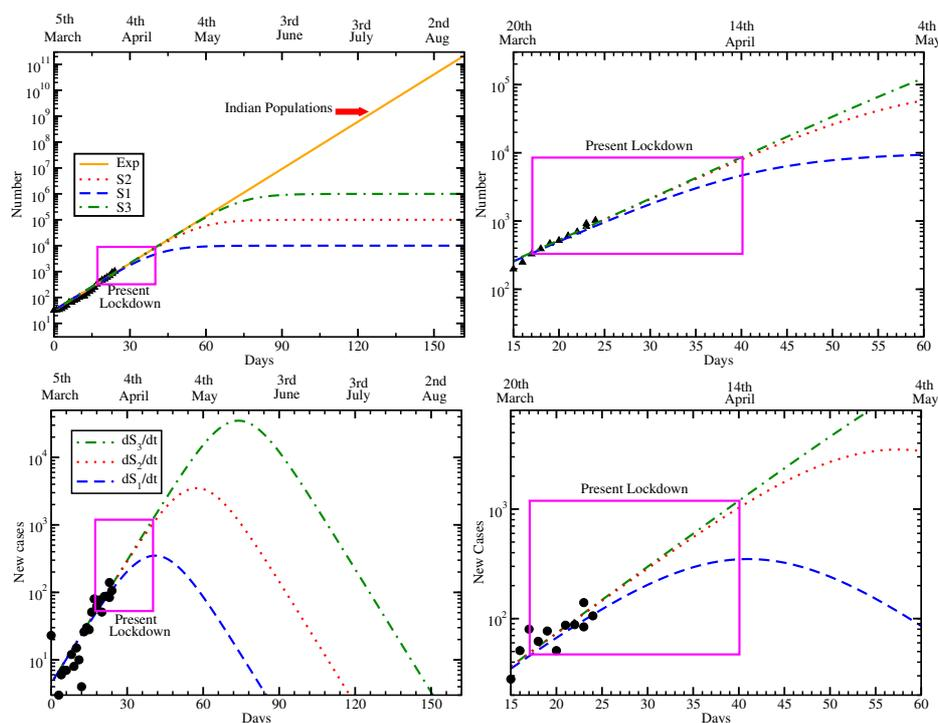 5th March
4th April
4th May
3rd June
3rd July
2nd Aug
10^11
10^10
10^9
10^8
10^7
10^6
10^5
10^4
10^3
10^2
10^1
Number
Indian Populations
Exp
S2
S1
S3
Present Lockdown
0 30 60 90 120 150
Days
20th March
14th April
4th May
10^5
10^4
10^3
10^2
Number
Present Lockdown
15 20 25 30 35 40 45 50 55 60
Days
5th March
4th April
4th May
3rd June
3rd July
2nd Aug
10^4
10^3
10^2
10^1
New cases
dS_3/dt
dS_2/dt
dS_1/dt
Present Lockdown
0 30 60 90 120 150
Days
20th March
14th April
4th May
10^3
10^2
New Cases
Present Lockdown
15 20 25 30 35 40 45 50 55 60
Days